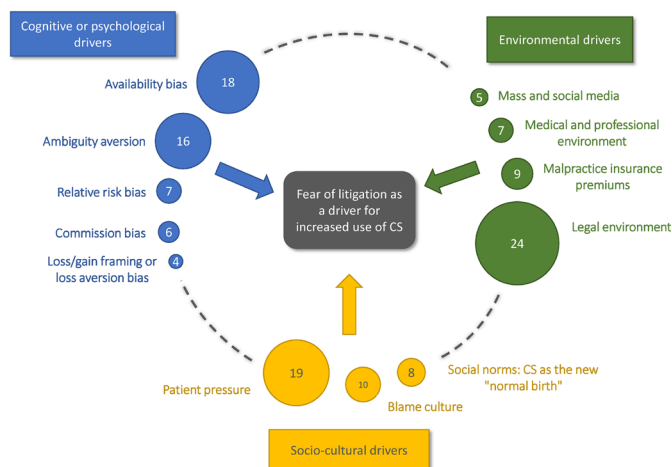 Cognitive or psychological
drivers
Environmental drivers
Availability bias
18
Ambiguity aversion
16
Relative risk bias
7
Commission bias
6
Loss/gain framing or
loss aversion bias
4
5
Mass and social media
7
Medical and professional
environment
9
Malpractice insurance
premiums
Legal environment
24
Fear of litigation as
a driver for
increased use of CS
Patient pressure
19
10
Blame culture
8
Social norms: CS as the new
"normal birth"
Socio-cultural drivers